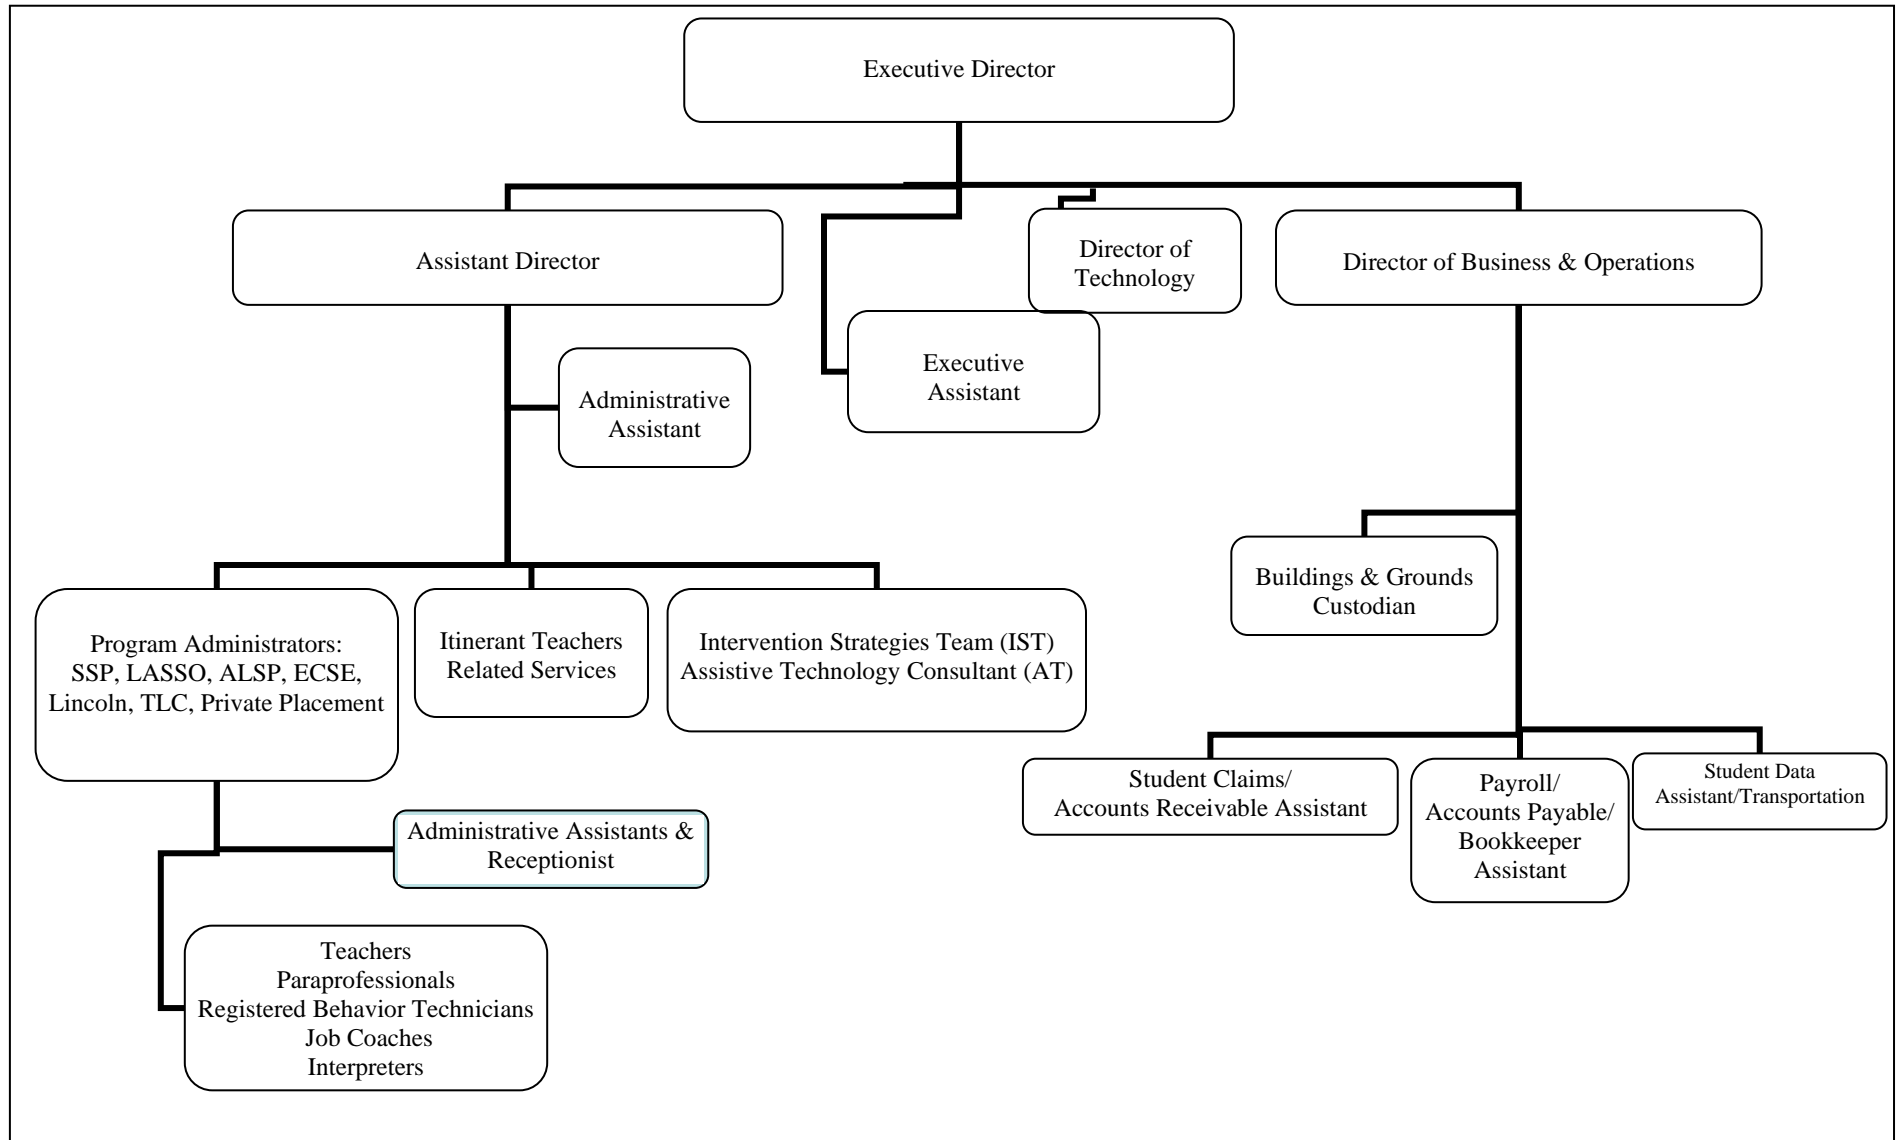 Executive Director
Assistant Director
Director of
Technology
Director of Business & Operations
Executive
Assistant
Administrative
Assistant
Buildings & Grounds
Custodian
Program Administrators:
SSP, LASSO, ALSP, ECSE,
Lincoln, TLC, Private Placement
Itinerant Teachers
Related Services
Intervention Strategies Team (IST)
Assistive Technology Consultant (AT)
Student Claims/
Accounts Receivable Assistant
Payroll/
Accounts Payable/
Bookkeeper
Assistant
Student Data
Assistant/Transportation
Administrative Assistants &
Receptionist
Teachers
Paraprofessionals
Registered Behavior Technicians
Job Coaches
Interpreters